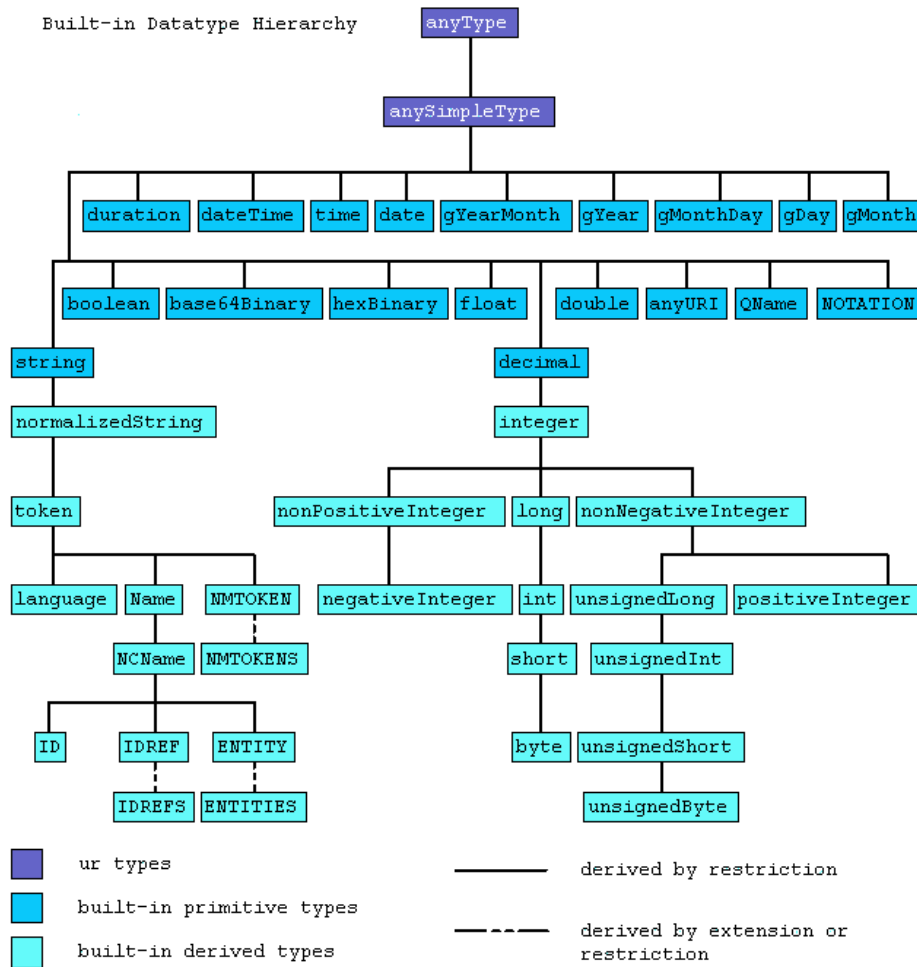 Built-in Datatype Hierarchy
anyType
anySimpleType
duration dateTime time date gYearMonth gYear gMonthDay gDay gMonth
boolean base64Binary hexBinary float double anyURI QName NOTATION
string decimal
normalizedString integer
token nonPositiveInteger long nonNegativeInteger
language Name NMTOKEN negativeInteger int unsignedLong positiveInteger
NCName NMTOKENS short unsignedInt
ID IDREF ENTITY byte unsignedShort
IDREFS ENTITIES unsignedByte
ur types derived by restriction
built-in primitive types
built-in derived types derived by extension or
restriction